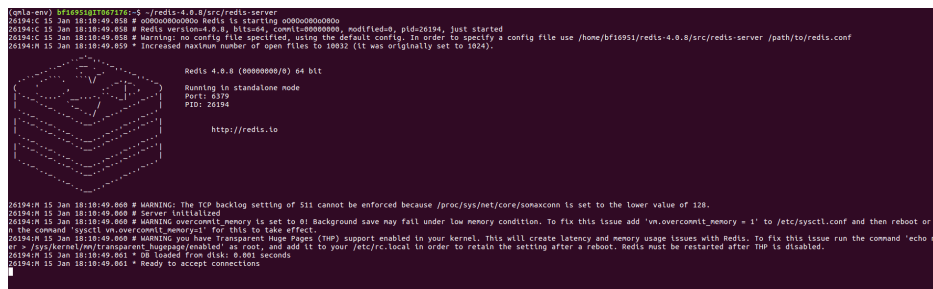 (qmla-env) bf16951@IT067176:~$ ~/redis-4.0.8/src/redis-server
26194:C 15 Jan 18:10:49.058 # oO0OoO0OoO0Oo Redis is starting oO0OoO0OoO0Oo
26194:C 15 Jan 18:10:49.058 # Redis version=4.0.8, bits=64, commit=00000000, modified=0, pid=26194, just started
26194:C 15 Jan 18:10:49.058 # Warning: no config file specified, using the default config. In order to specify a config file use /home/bf16951/redis-4.0.8/src/redis-server /path/to/redis.conf
26194:M 15 Jan 18:10:49.059 * Increased maximum number of open files to 10032 (it was originally set to 1024).
Redis 4.0.8 (00000000/0) 64 bit
Running in standalone mode
Port: 6379
PID: 26194
http://redis.io
26194:M 15 Jan 18:10:49.060 # WARNING: The TCP backlog setting of 511 cannot be enforced because /proc/sys/net/core/somaxconn is set to the lower value of 128.
26194:M 15 Jan 18:10:49.060 # Server initialized
26194:M 15 Jan 18:10:49.060 # WARNING overcommit_memory is set to 0! Background save may fail under low memory condition. To fix this issue add 'vm.overcommit_memory = 1' to /etc/sysctl.conf and then reboot or
n the command 'sysctl vm.overcommit_memory=1' for this to take effect.
26194:M 15 Jan 18:10:49.060 # WARNING you have Transparent Huge Pages (THP) support enabled in your kernel. This will create latency and memory usage issues with Redis. To fix this issue run the command 'echo
er > /sys/kernel/mm/transparent_hugepage/enabled' as root, and add it to your /etc/rc.local in order to retain the setting after a reboot. Redis must be restarted after THP is disabled.
26194:M 15 Jan 18:10:49.061 * DB loaded from disk: 0.001 seconds
26194:M 15 Jan 18:10:49.061 * Ready to accept connections